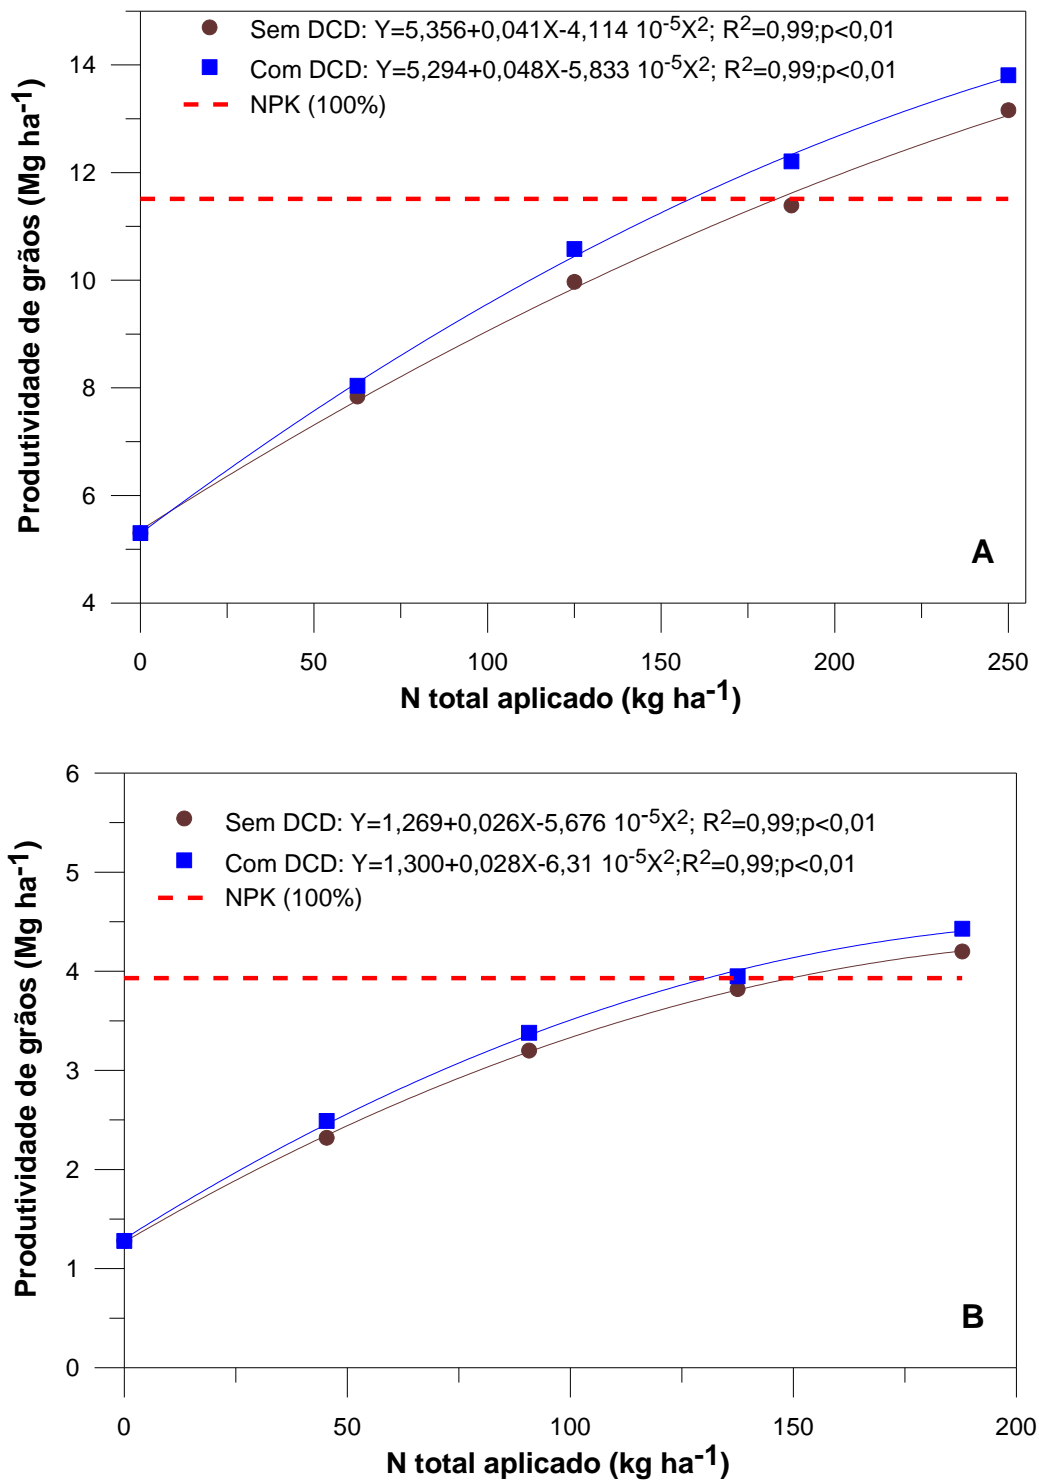 Sem DCD: Y=5,356+0,041X-4,114 10⁻⁵X²; R²=0,99;p<0,01
Com DCD: Y=5,294+0,048X-5,833 10⁻⁵X²; R²=0,99;p<0,01
NPK (100%)
14
12
10
8
6
4
Produtividade de grãos (Mg ha⁻¹)
A
0 50 100 150 200 250
N total aplicado (kg ha⁻¹)
6
Sem DCD: Y=1,269+0,026X-5,676 10⁻⁵X²; R²=0,99;p<0,01
Com DCD: Y=1,300+0,028X-6,31 10⁻⁵X²;R²=0,99;p<0,01
NPK (100%)
5
4
3
2
1
0
Produtividade de grãos (Mg ha⁻¹)
B
0 50 100 150 200
N total aplicado (kg ha⁻¹)